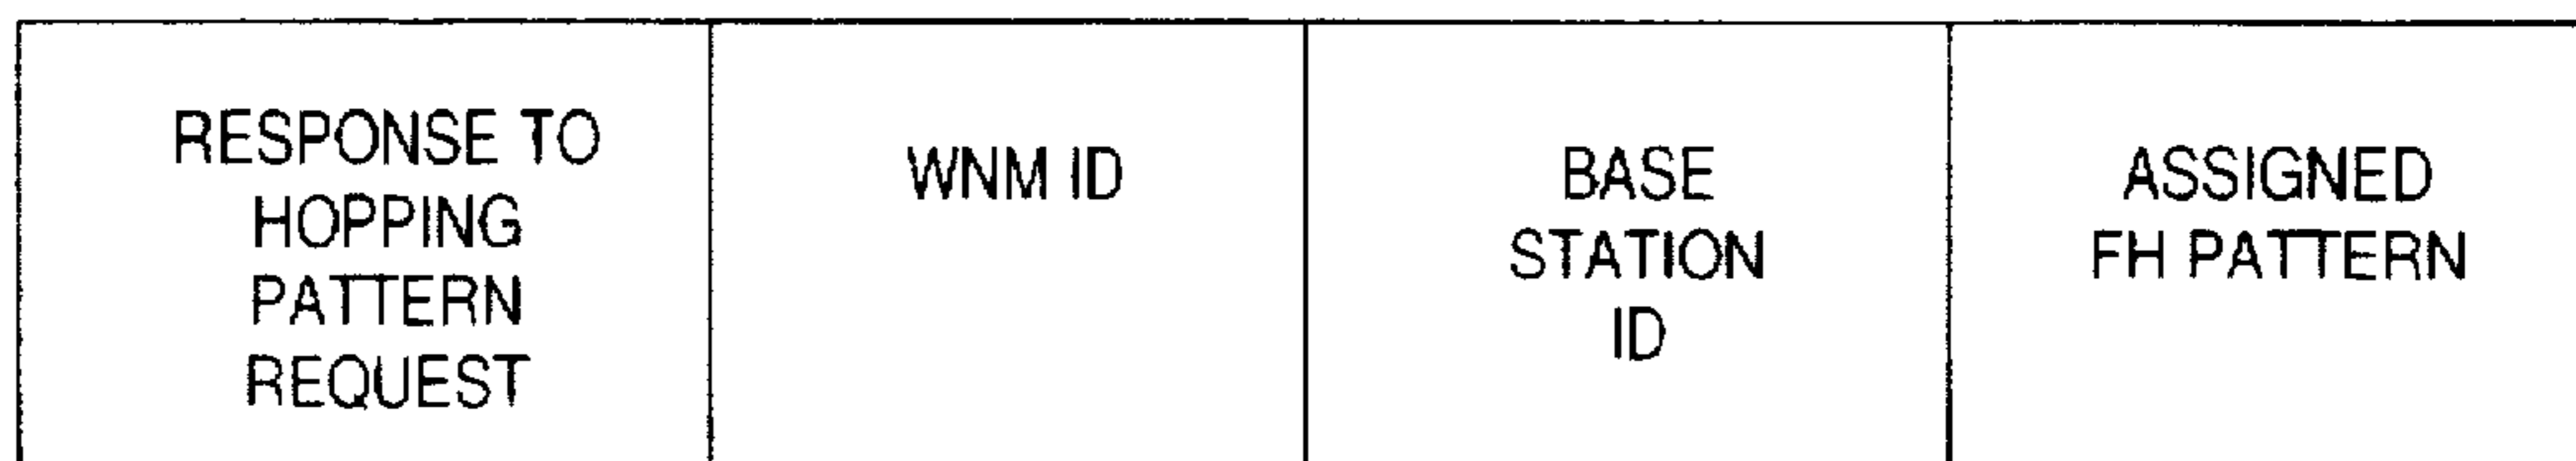 RESPONSE TO
HOPPING
PATTERN
REQUEST
WNM ID
BASE
STATION
ID
ASSIGNED
FH PATTERN